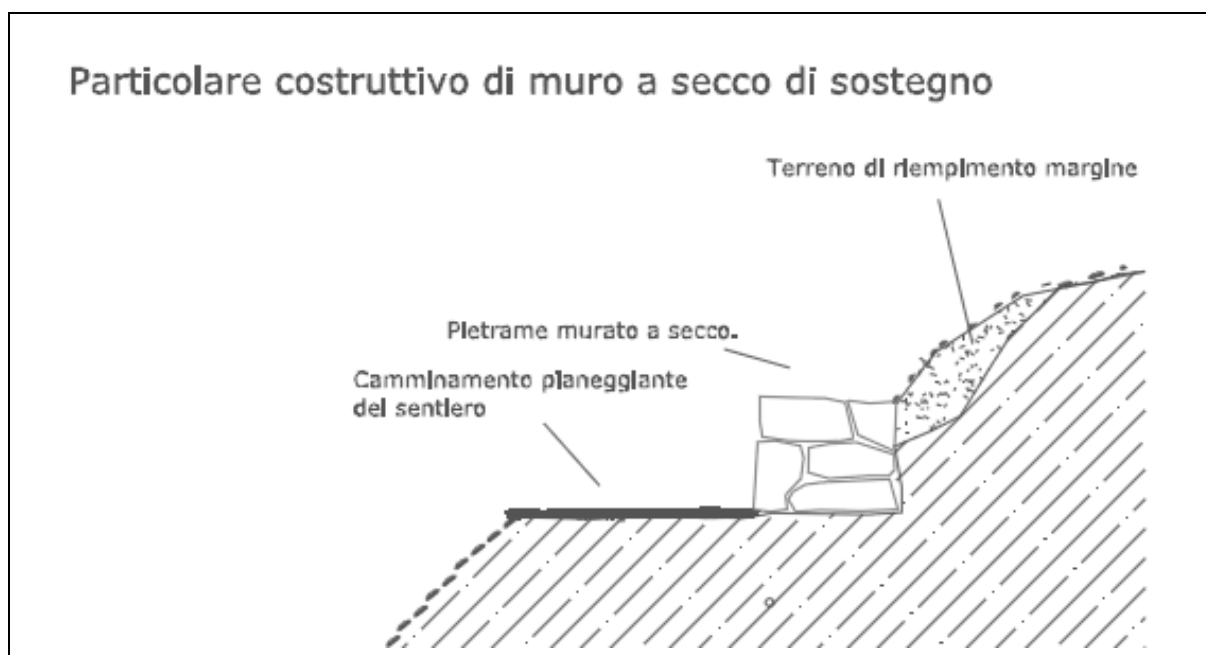 Particolare costruttivo di muro a secco di sostegno
Terreno di riempimento margine
Pietrame murato a secco.
Camminamento pianeggiante
del sentiero